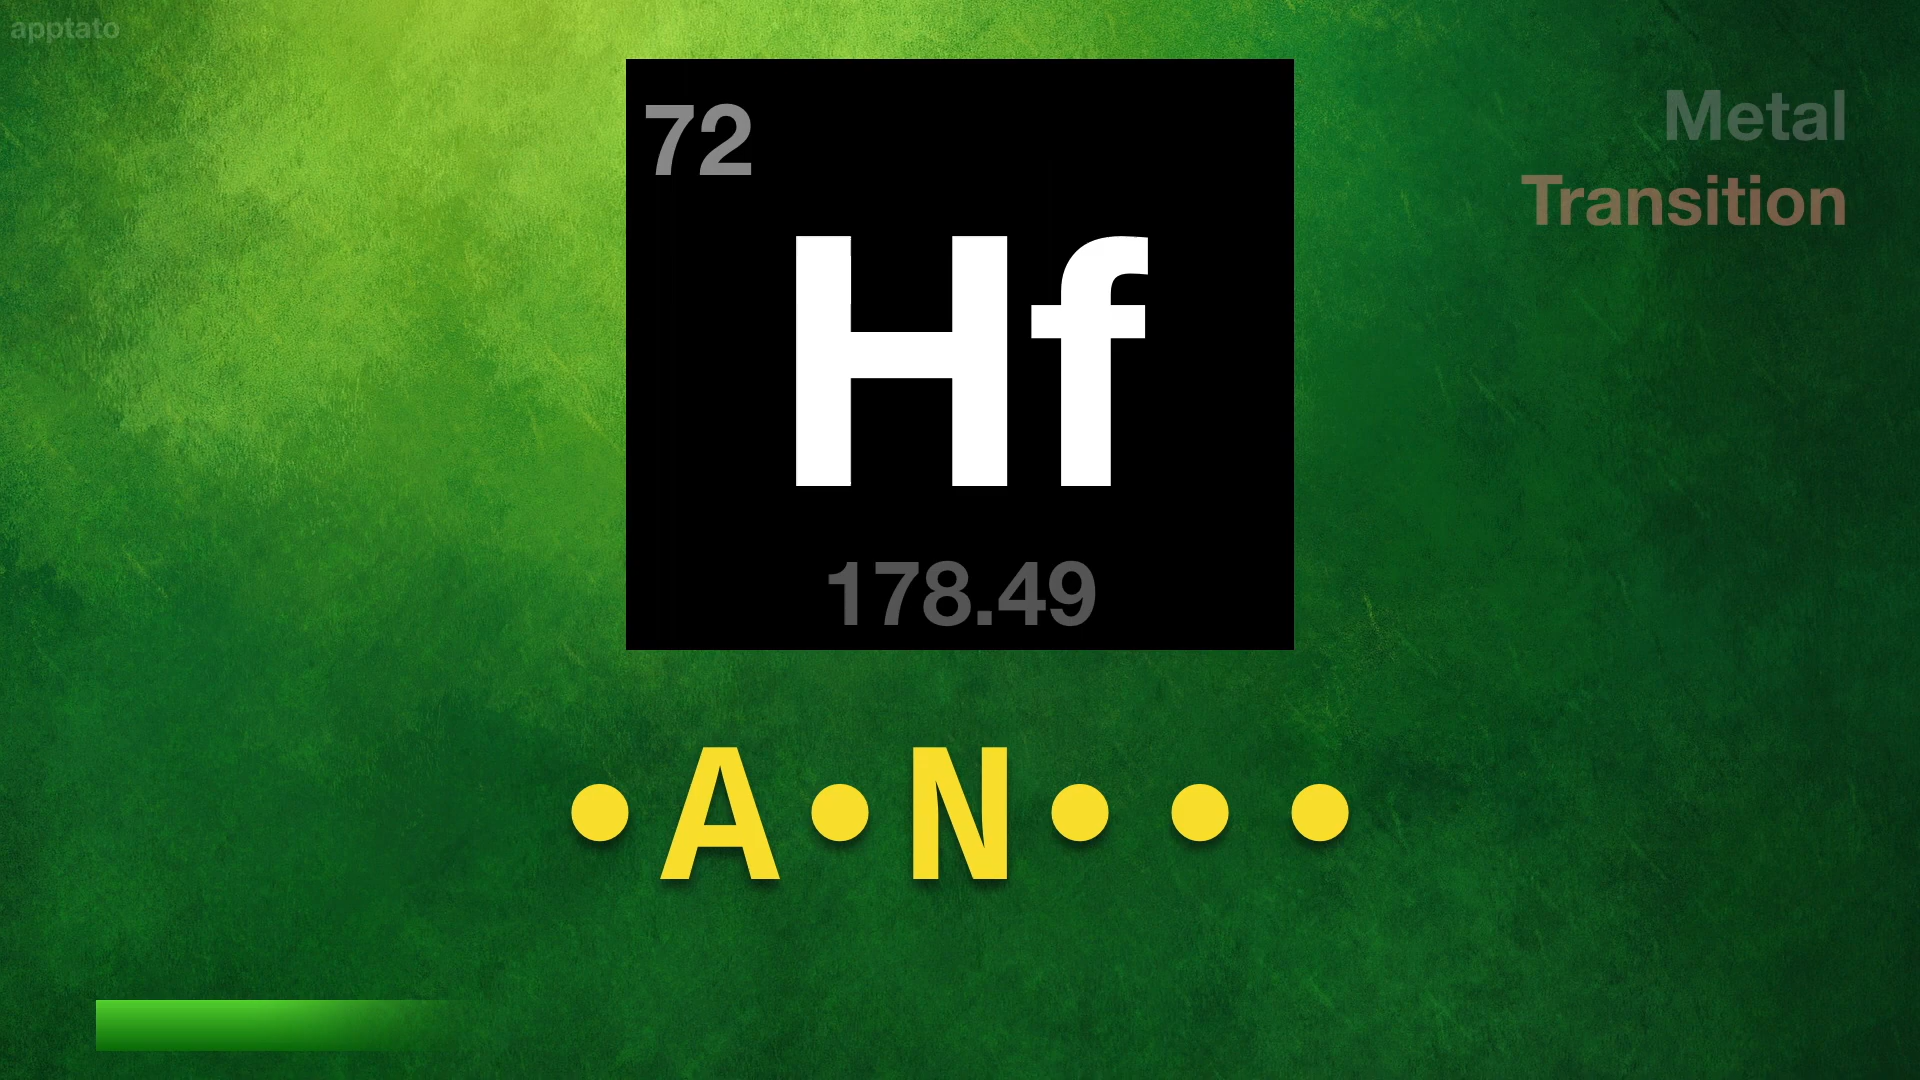 apptato
72
Hf
178.49
Metal
Transition
•A•N•••